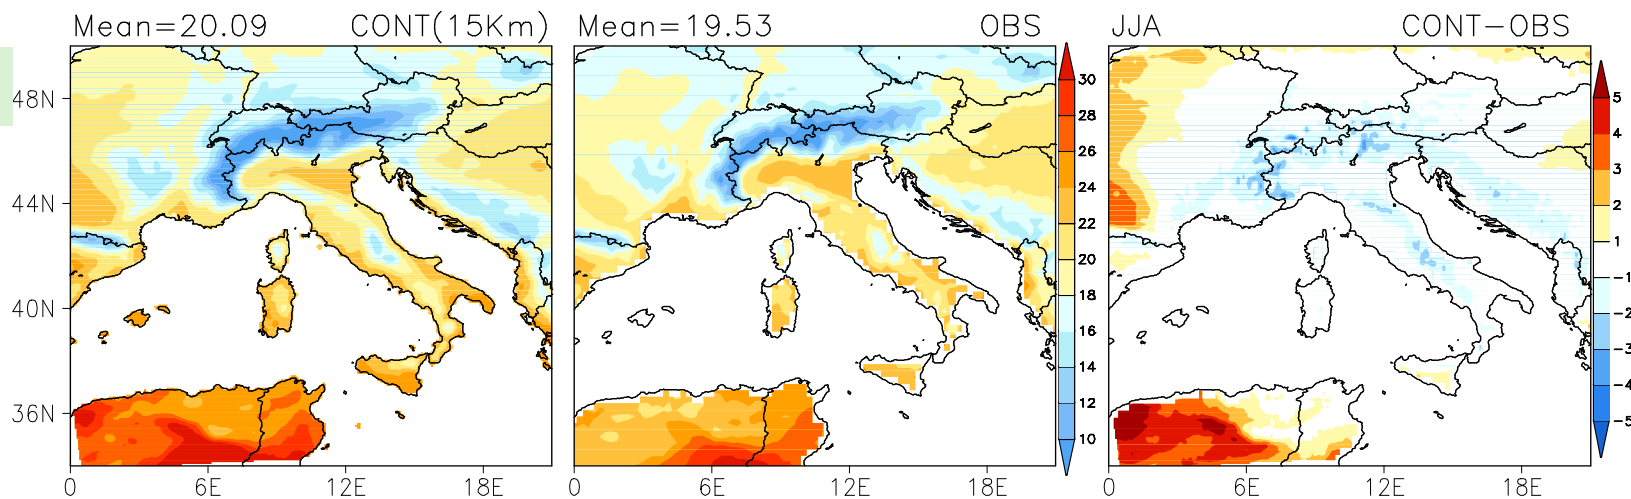 Mean=20.09 CONT(15Km)
Mean=19.53 OBS
JJA CONT-OBS
48N
44N
40N
36N
0 6E 12E 18E
0 6E 12E 18E
0 6E 12E 18E
30
28
26
24
22
20
18
16
14
12
10
5
4
3
2
1
-1
-2
-3
-4
-5